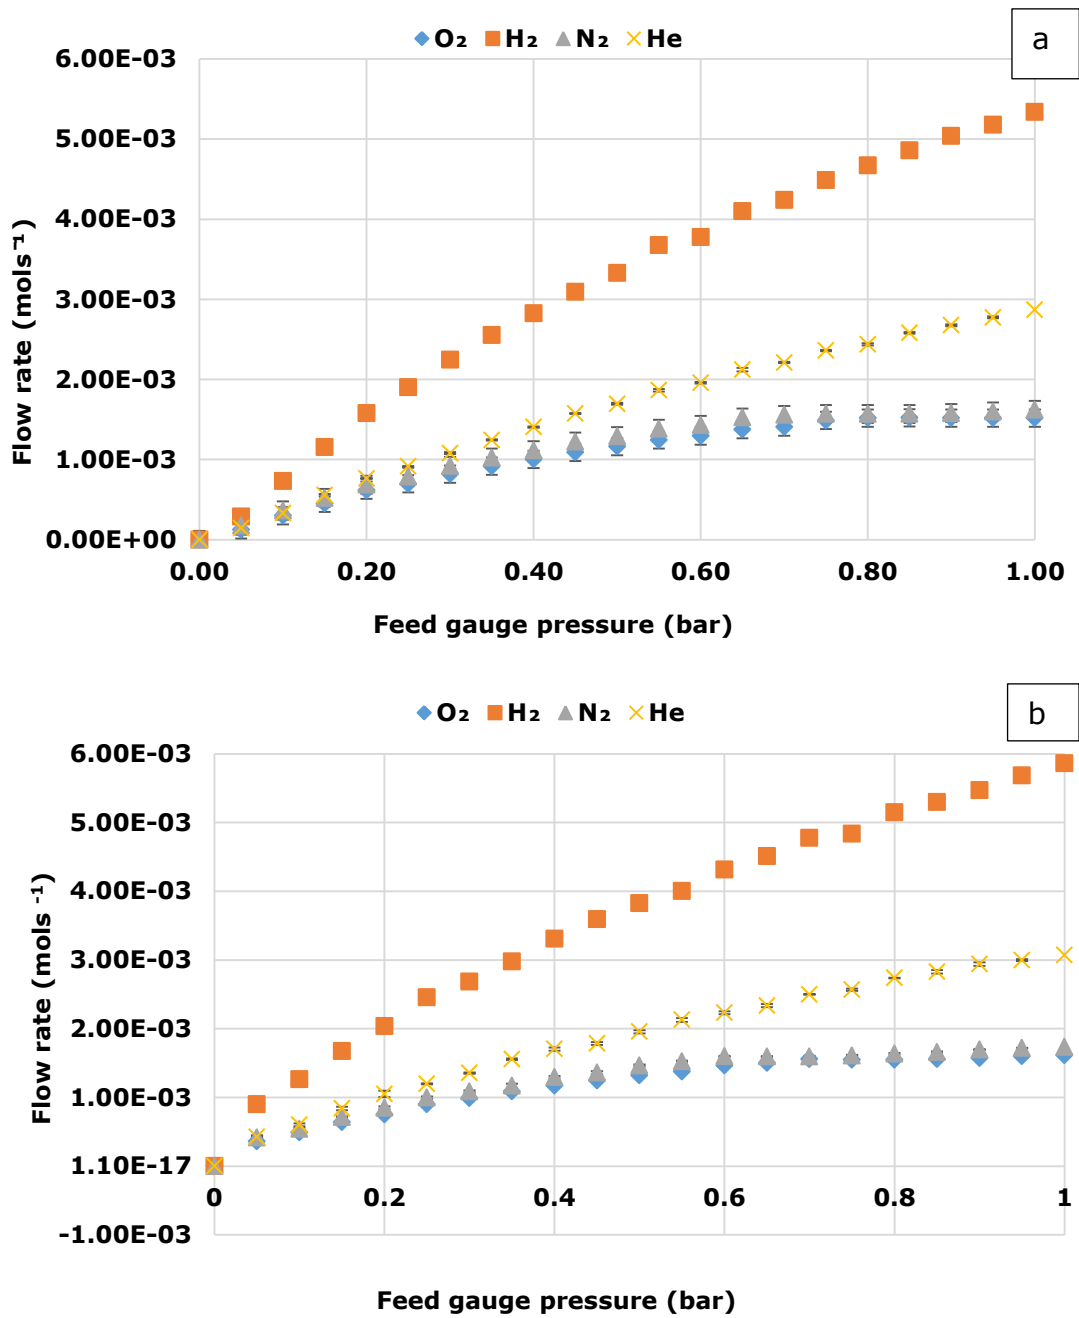 a
O₂ H₂ N₂ He
6.00E-03
5.00E-03
4.00E-03
3.00E-03
2.00E-03
1.00E-03
0.00E+00
Flow rate (mols⁻¹)
0.00 0.20 0.40 0.60 0.80 1.00
Feed gauge pressure (bar)
b
O₂ H₂ N₂ He
6.00E-03
5.00E-03
4.00E-03
3.00E-03
2.00E-03
1.00E-03
1.10E-17
-1.00E-03
Flow rate (mols ⁻¹)
0 0.2 0.4 0.6 0.8 1
Feed gauge pressure (bar)